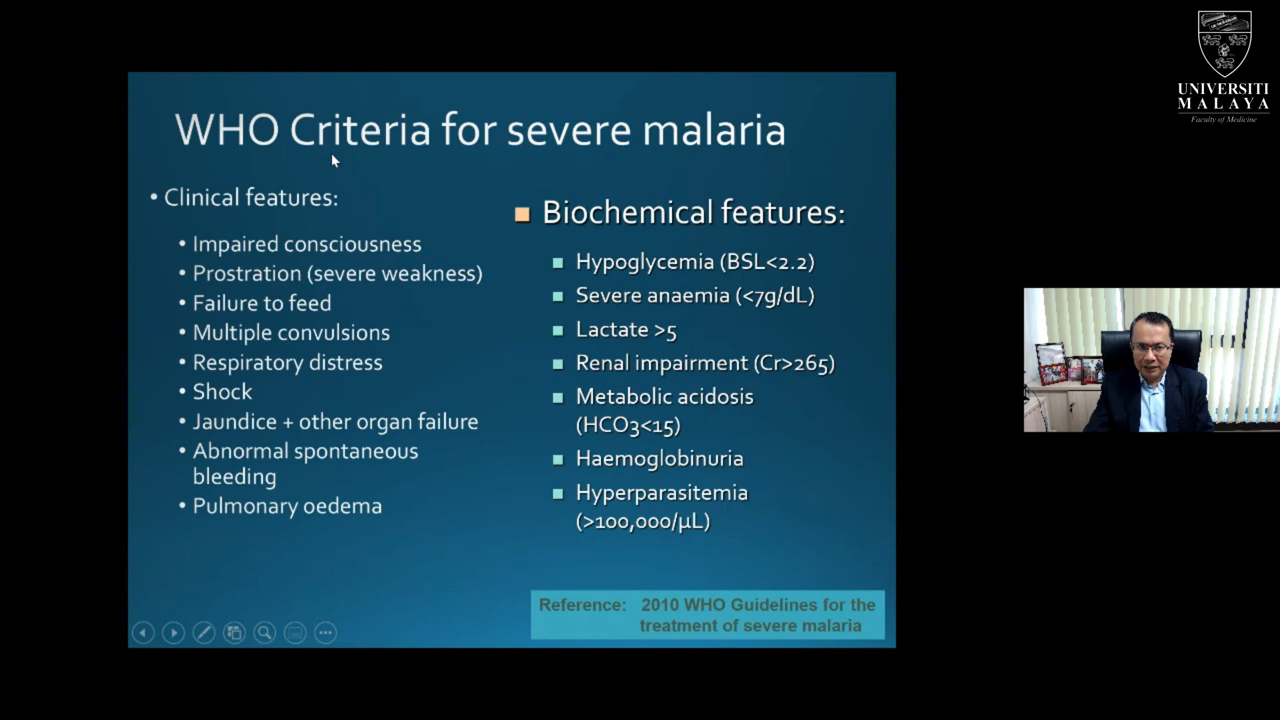 WHO Criteria for severe malaria
• Clinical features:
• Impaired consciousness
• Prostration (severe weakness)
• Failure to feed
• Multiple convulsions
• Respiratory distress
• Shock
• Jaundice + other organ failure
• Abnormal spontaneous
bleeding
• Pulmonary oedema
Biochemical features:
Hypoglycemia (BSL<2.2)
Severe anaemia (<7g/dL)
Lactate >5
Renal impairment (Cr>265)
Metabolic acidosis
(HCO3<15)
Haemoglobinuria
Hyperparasitemia
(>100,000/µL)
Reference: 2010 WHO Guidelines for the
treatment of severe malaria
UNIVERSITI
MALAYA
Faculty of Medicine